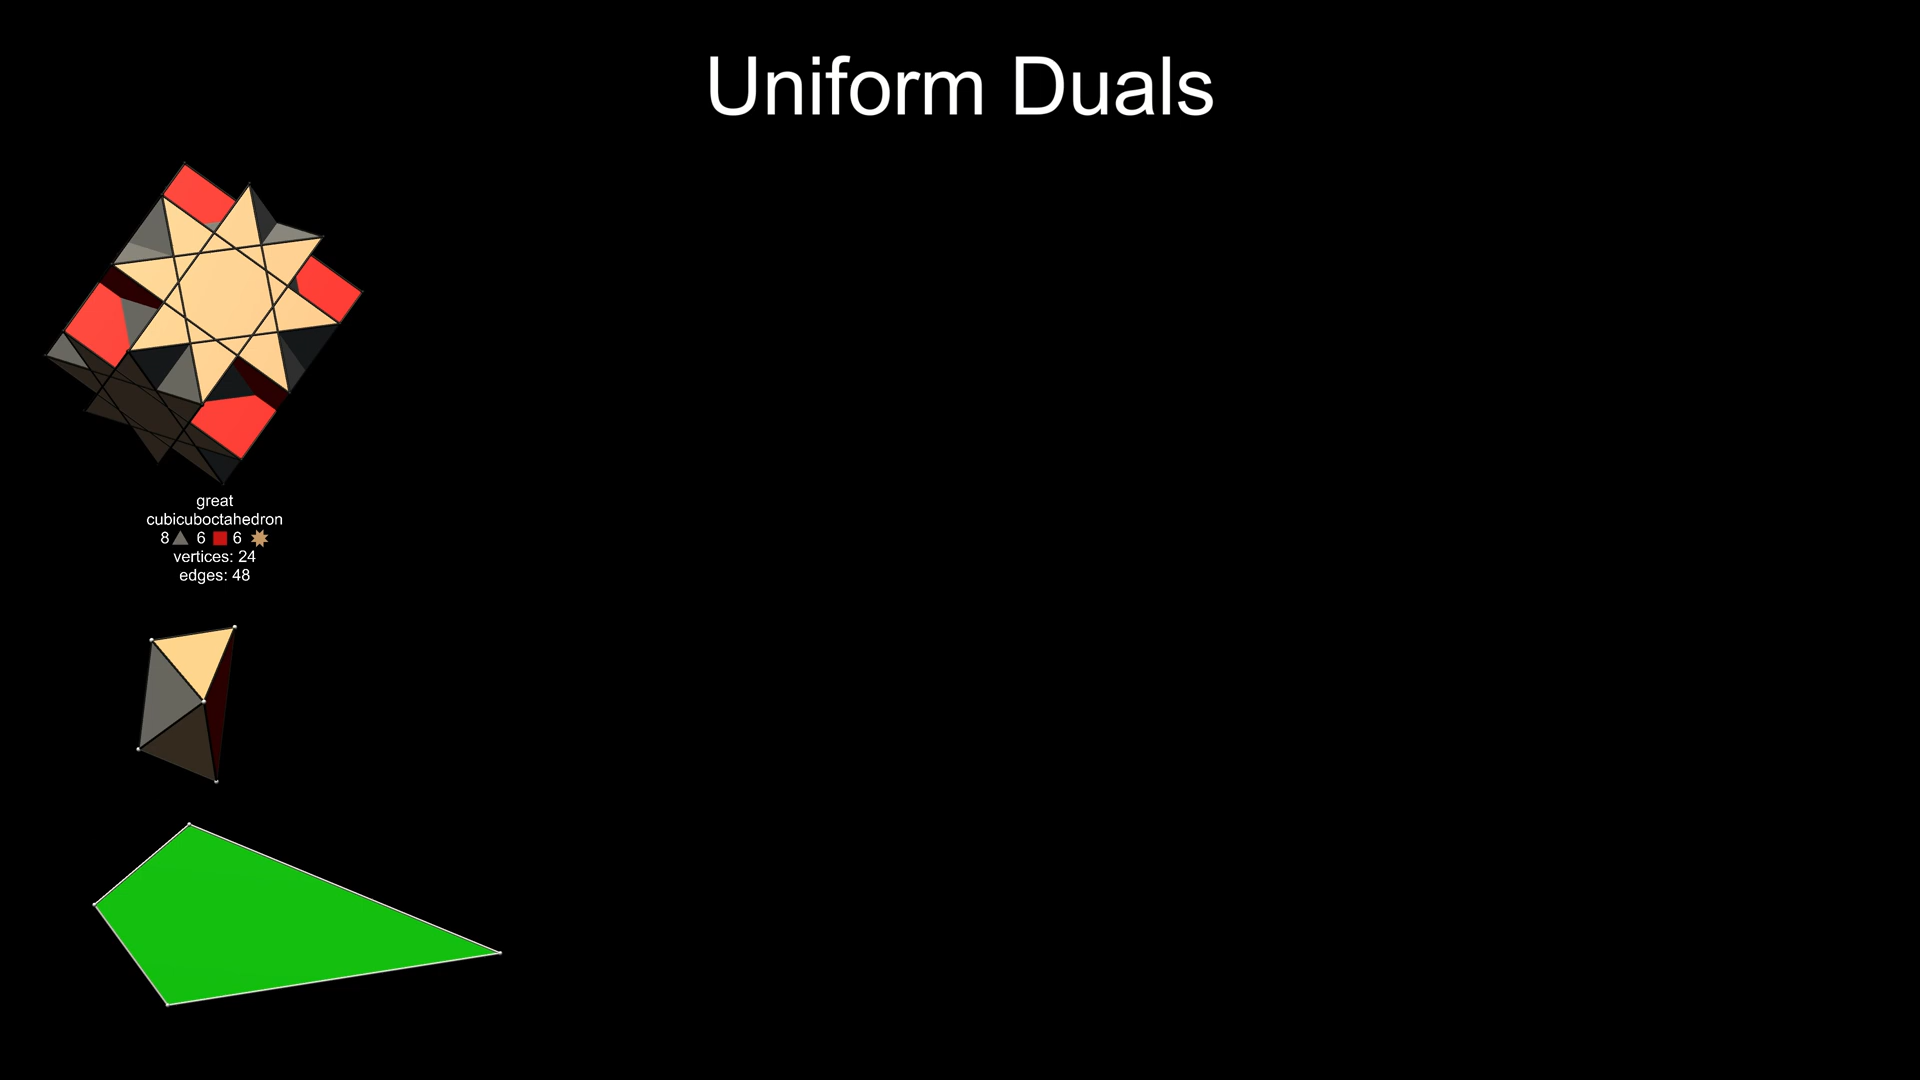 Uniform Duals
great
cubicuboctahedron
8 6 6
vertices: 24
edges: 48